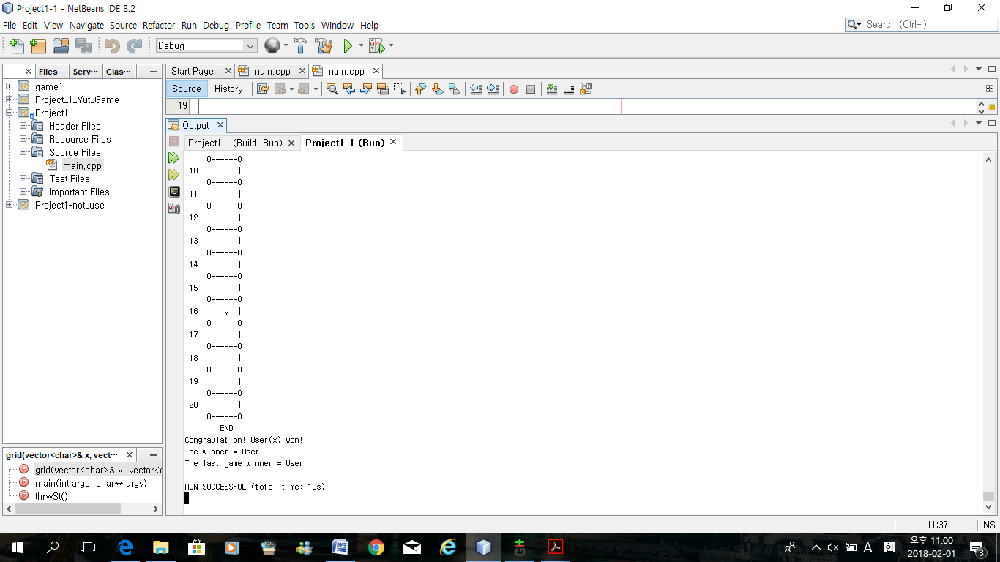 Project1-1 - NetBeans IDE 8.2
File Edit View Navigate Source Refactor Run Debug Profile Team Tools Window Help
Search (Ctrl+I)
Debug
Files Serv··· Clas···
Start Page main.cpp main.cpp
game1
Project_1_Yut_Game
Project1-1
Header Files
Resource Files
Source Files
main.cpp
Test Files
Important Files
Project1-not_use
Source History
19
Output
Project1-1 (Build, Run) Project1-1 (Run)
0------0
10 | |
0------0
11 | |
0------0
12 | |
0------0
13 | |
0------0
14 | |
0------0
15 | |
0------0
16 | y |
0------0
17 | |
0------0
18 | |
0------0
19 | |
0------0
20 | |
0------0
END
Congraulation! User(x) won!
The winner = User
The last game winner = User
RUN SUCCESSFUL (total time: 19s)
grid(vector<char>& x, vect···
grid(vector<char>& x, vector<c
main(int argc, char** argv)
thrwSt()
11:37 INS
A 한 오후 11:00
2018-02-01
3